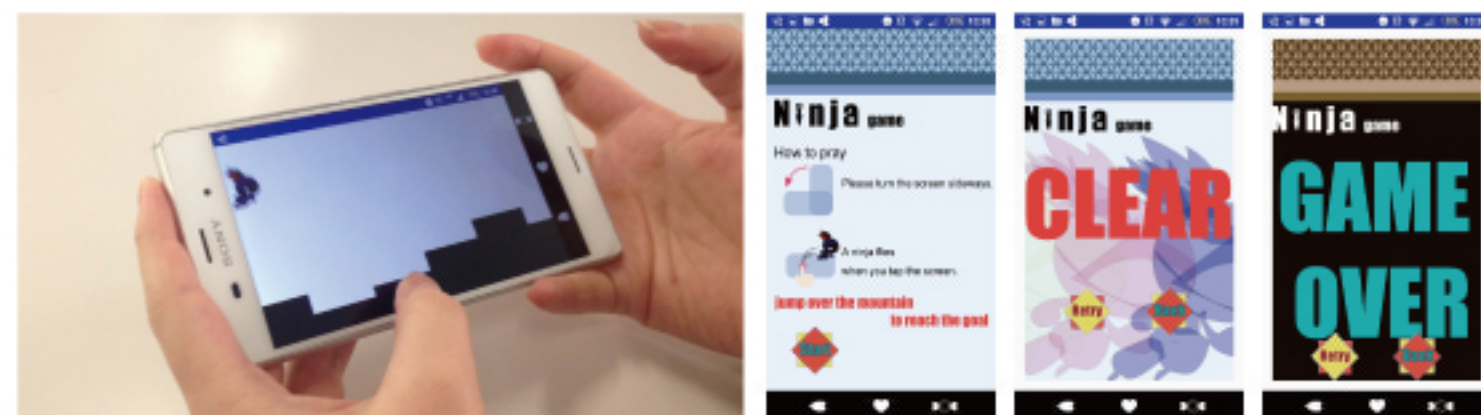 SONY
Ninja game
How to pray
Please turn the screen sideways.
A ninja flies
when you tap the screen.
jump over the mountain
to reach the goal
Start
Ninja game
CLEAR
Retry
Back
Ninja game
GAME
OVER
Retry
Back